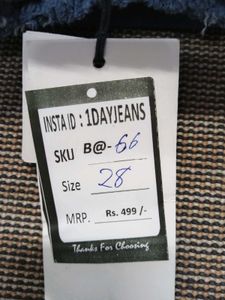 INSTA ID : 1DAYJEANS
SKU B@-66
Size 28
MRP. Rs. 499 /-
Thanks For Choosing